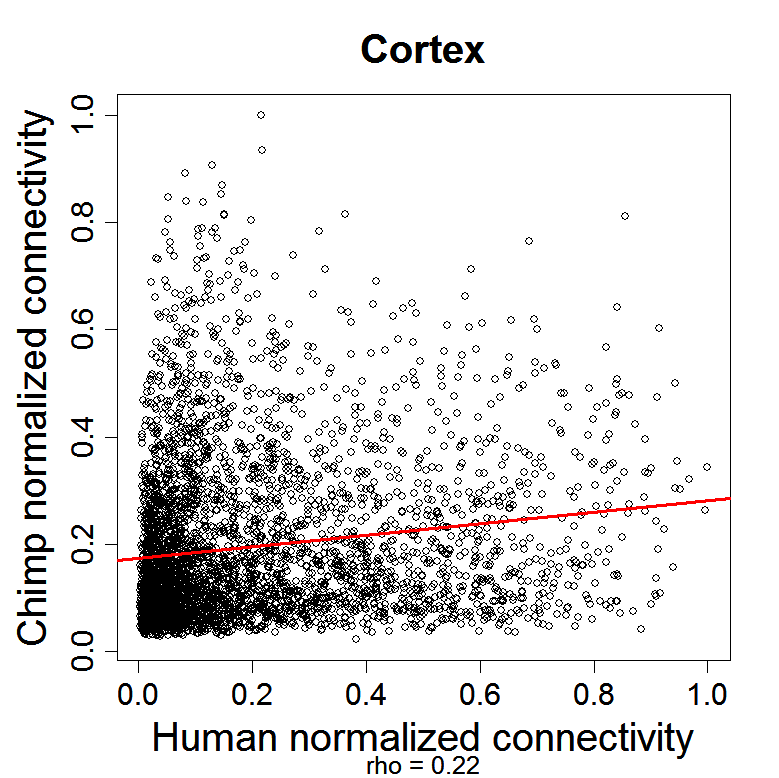 Cortex
Chimp normalized connectivity
1.0
0.8
0.6
0.4
0.2
0.0
0.0 0.2 0.4 0.6 0.8 1.0
Human normalized connectivity
rho = 0.22